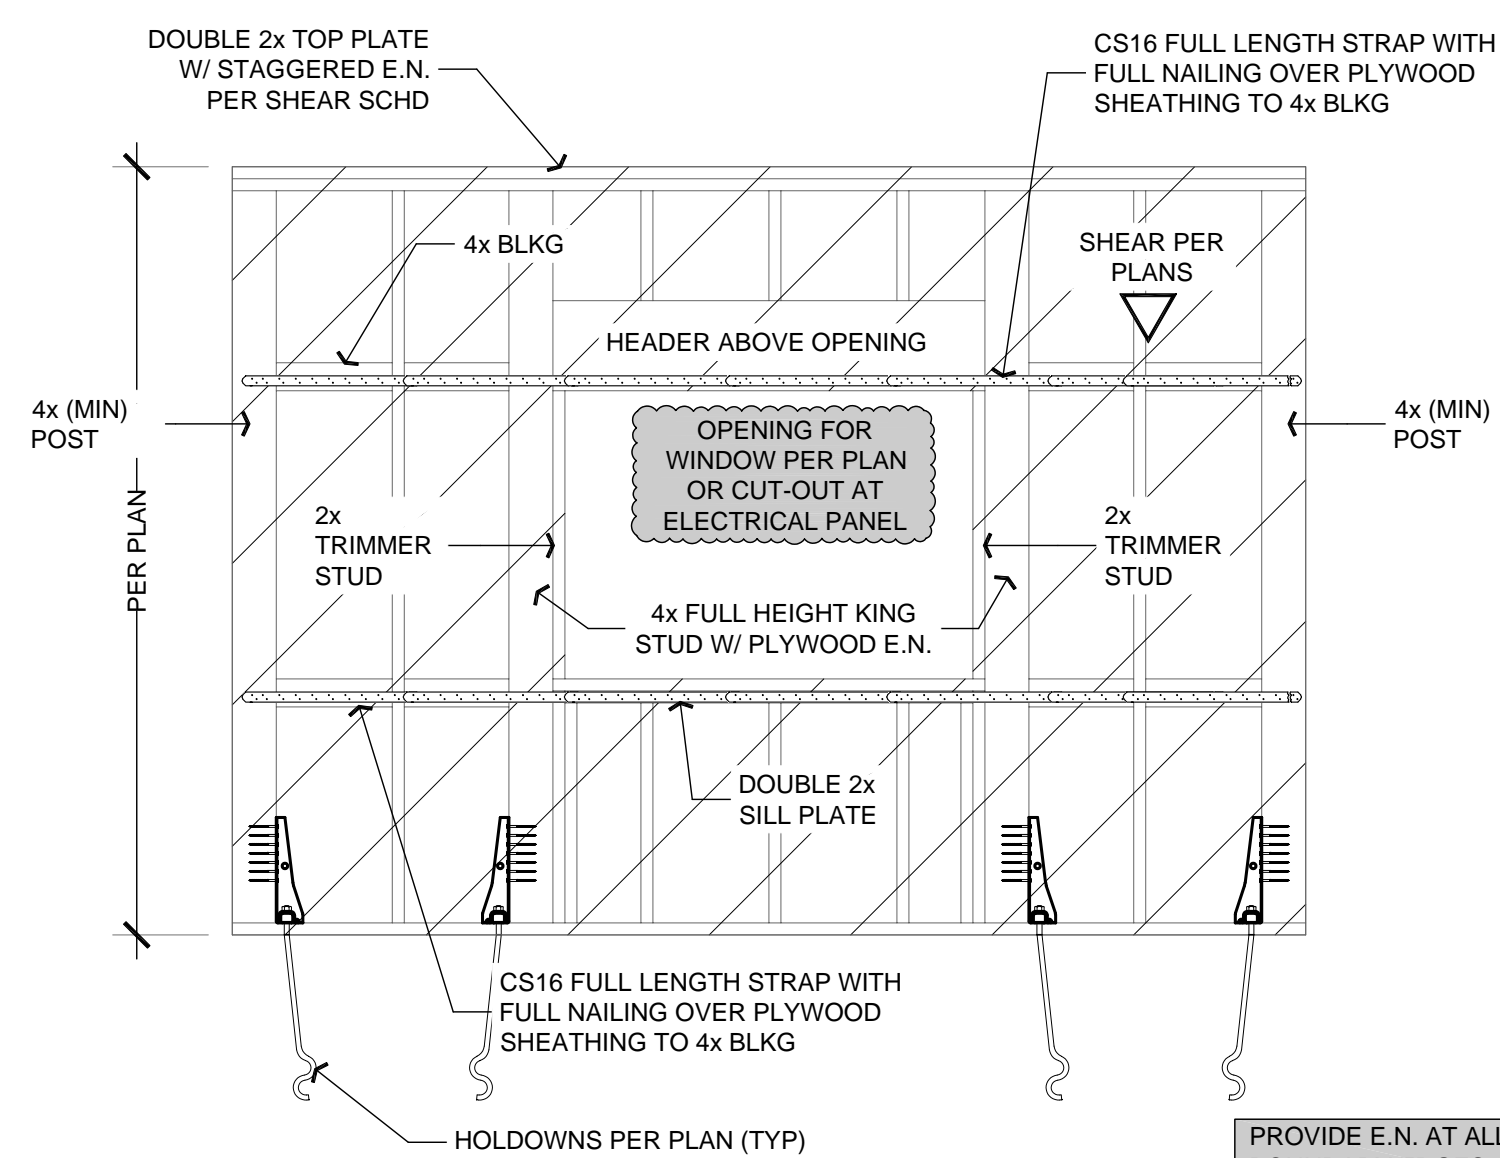 DOUBLE 2x TOP PLATE
W/ STAGGERED E.N.
PER SHEAR SCHD
CS16 FULL LENGTH STRAP WITH
FULL NAILING OVER PLYWOOD
SHEATHING TO 4x BLKG
4x BLKG
SHEAR PER
PLANS
HEADER ABOVE OPENING
4x (MIN)
POST
OPENING FOR
WINDOW PER PLAN
OR CUT-OUT AT
ELECTRICAL PANEL
4x (MIN)
POST
PER PLAN
2x
TRIMMER
STUD
2x
TRIMMER
STUD
4x FULL HEIGHT KING
STUD W/ PLYWOOD E.N.
DOUBLE 2x
SILL PLATE
CS16 FULL LENGTH STRAP WITH
FULL NAILING OVER PLYWOOD
SHEATHING TO 4x BLKG
HOLDOWNS PER PLAN (TYP)
PROVIDE E.N. AT ALL